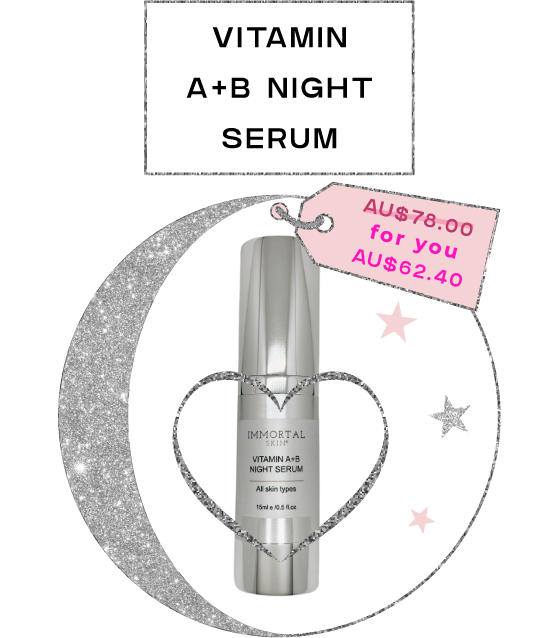 VITAMIN
A+B NIGHT
SERUM
AU$78.00
for you
AU$62.40
IMMORTAL
SKIN®
VITAMIN A+B
NIGHT SERUM
All skin types
15ml e /0.5 fl.oz